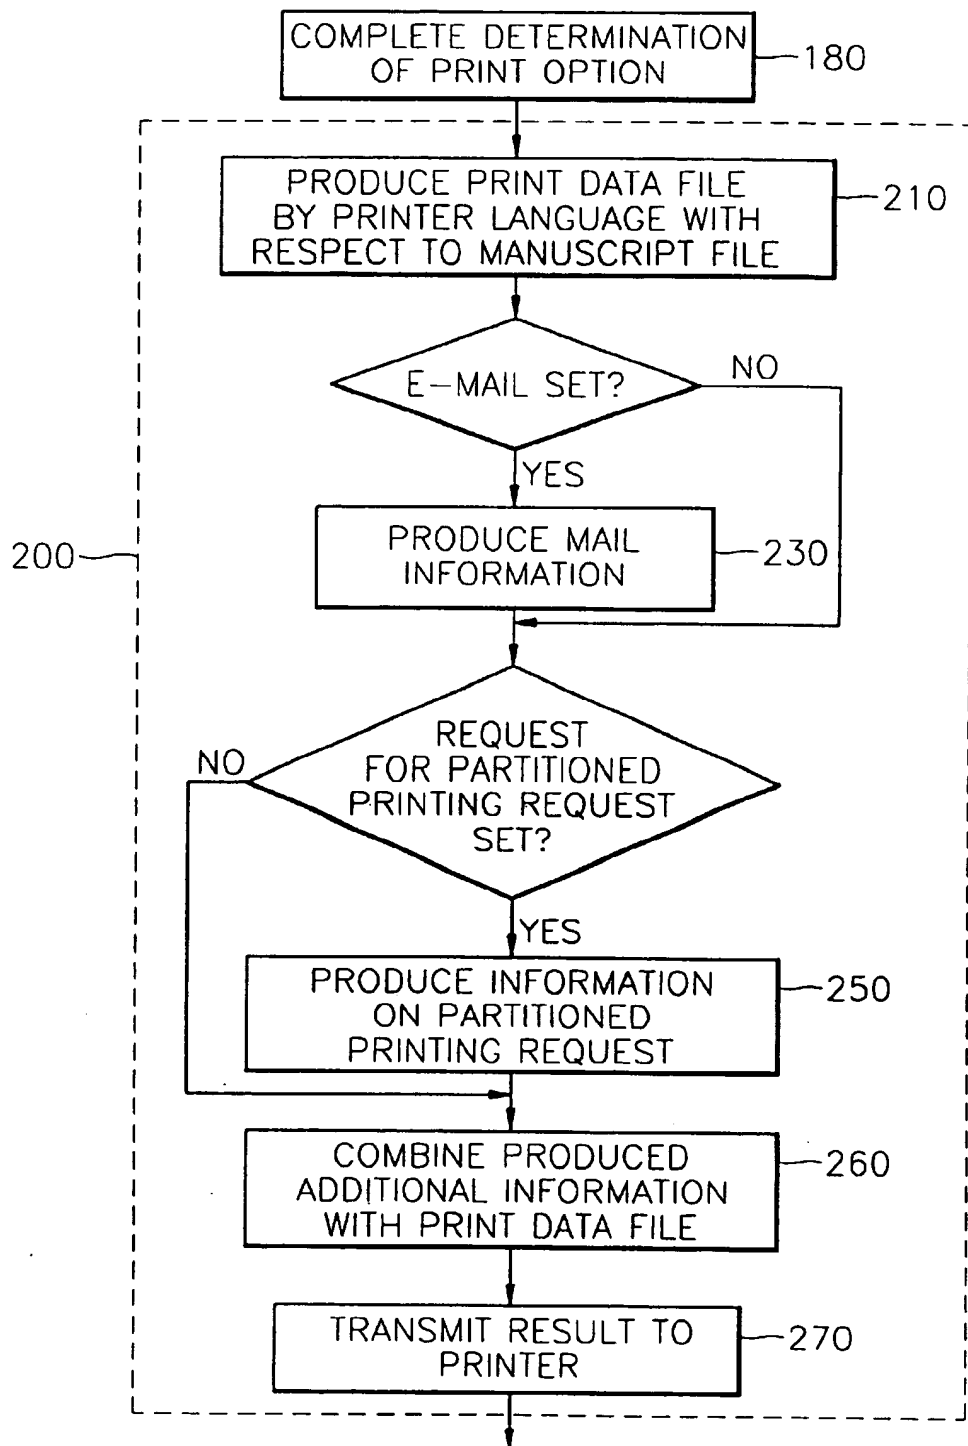 COMPLETE DETERMINATION
OF PRINT OPTION
180
PRODUCE PRINT DATA FILE
BY PRINTER LANGUAGE WITH
RESPECT TO MANUSCRIPT FILE
210
E-MAIL SET?
NO
YES
200
PRODUCE MAIL
INFORMATION
230
REQUEST
FOR PARTITIONED
PRINTING REQUEST
SET?
NO
YES
PRODUCE INFORMATION
ON PARTITIONED
PRINTING REQUEST
250
COMBINE PRODUCED
ADDITIONAL INFORMATION
WITH PRINT DATA FILE
260
TRANSMIT RESULT TO
PRINTER
270